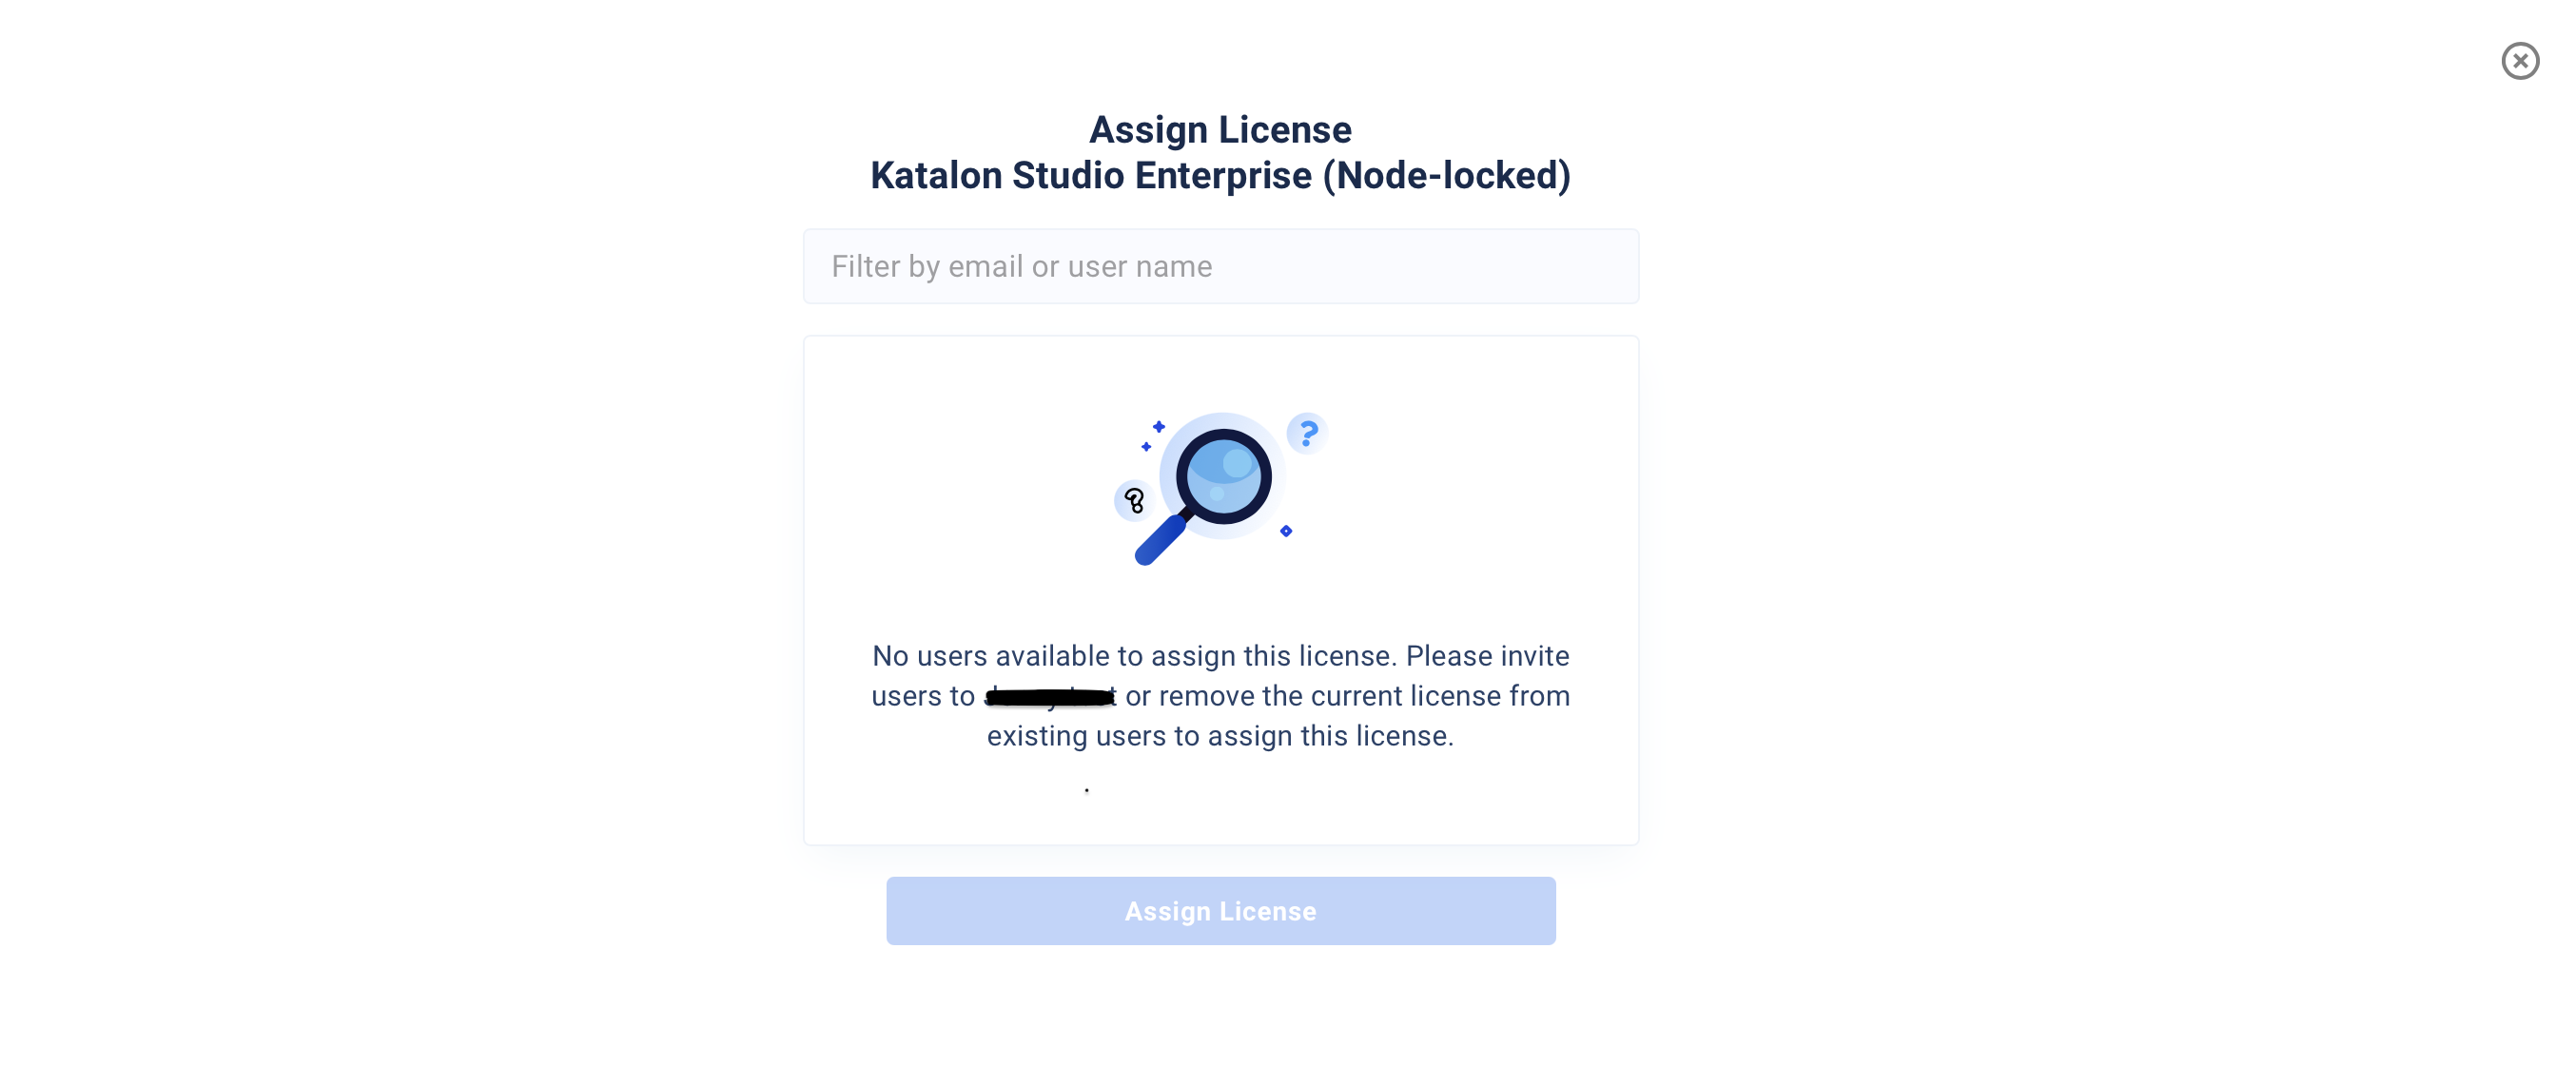 Assign License
Katalon Studio Enterprise (Node-locked)
Filter by email or user name
?
?
No users available to assign this license. Please invite
users to or remove the current license from
existing users to assign this license.
.
Assign License